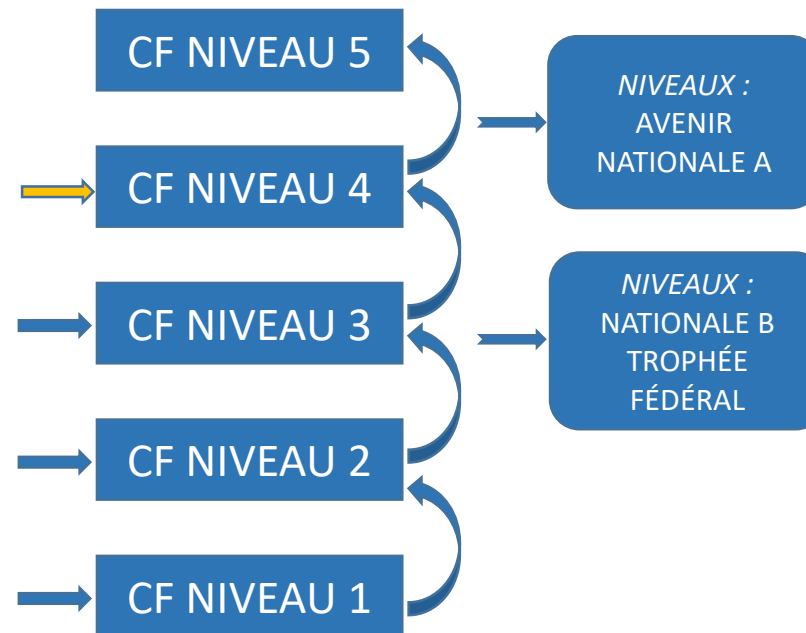 CF NIVEAU 5
NIVEAUX :
AVENIR
NATIONALE A
CF NIVEAU 4
CF NIVEAU 3
NIVEAUX :
NATIONALE B
TROPHÉE
FÉDÉRAL
CF NIVEAU 2
CF NIVEAU 1